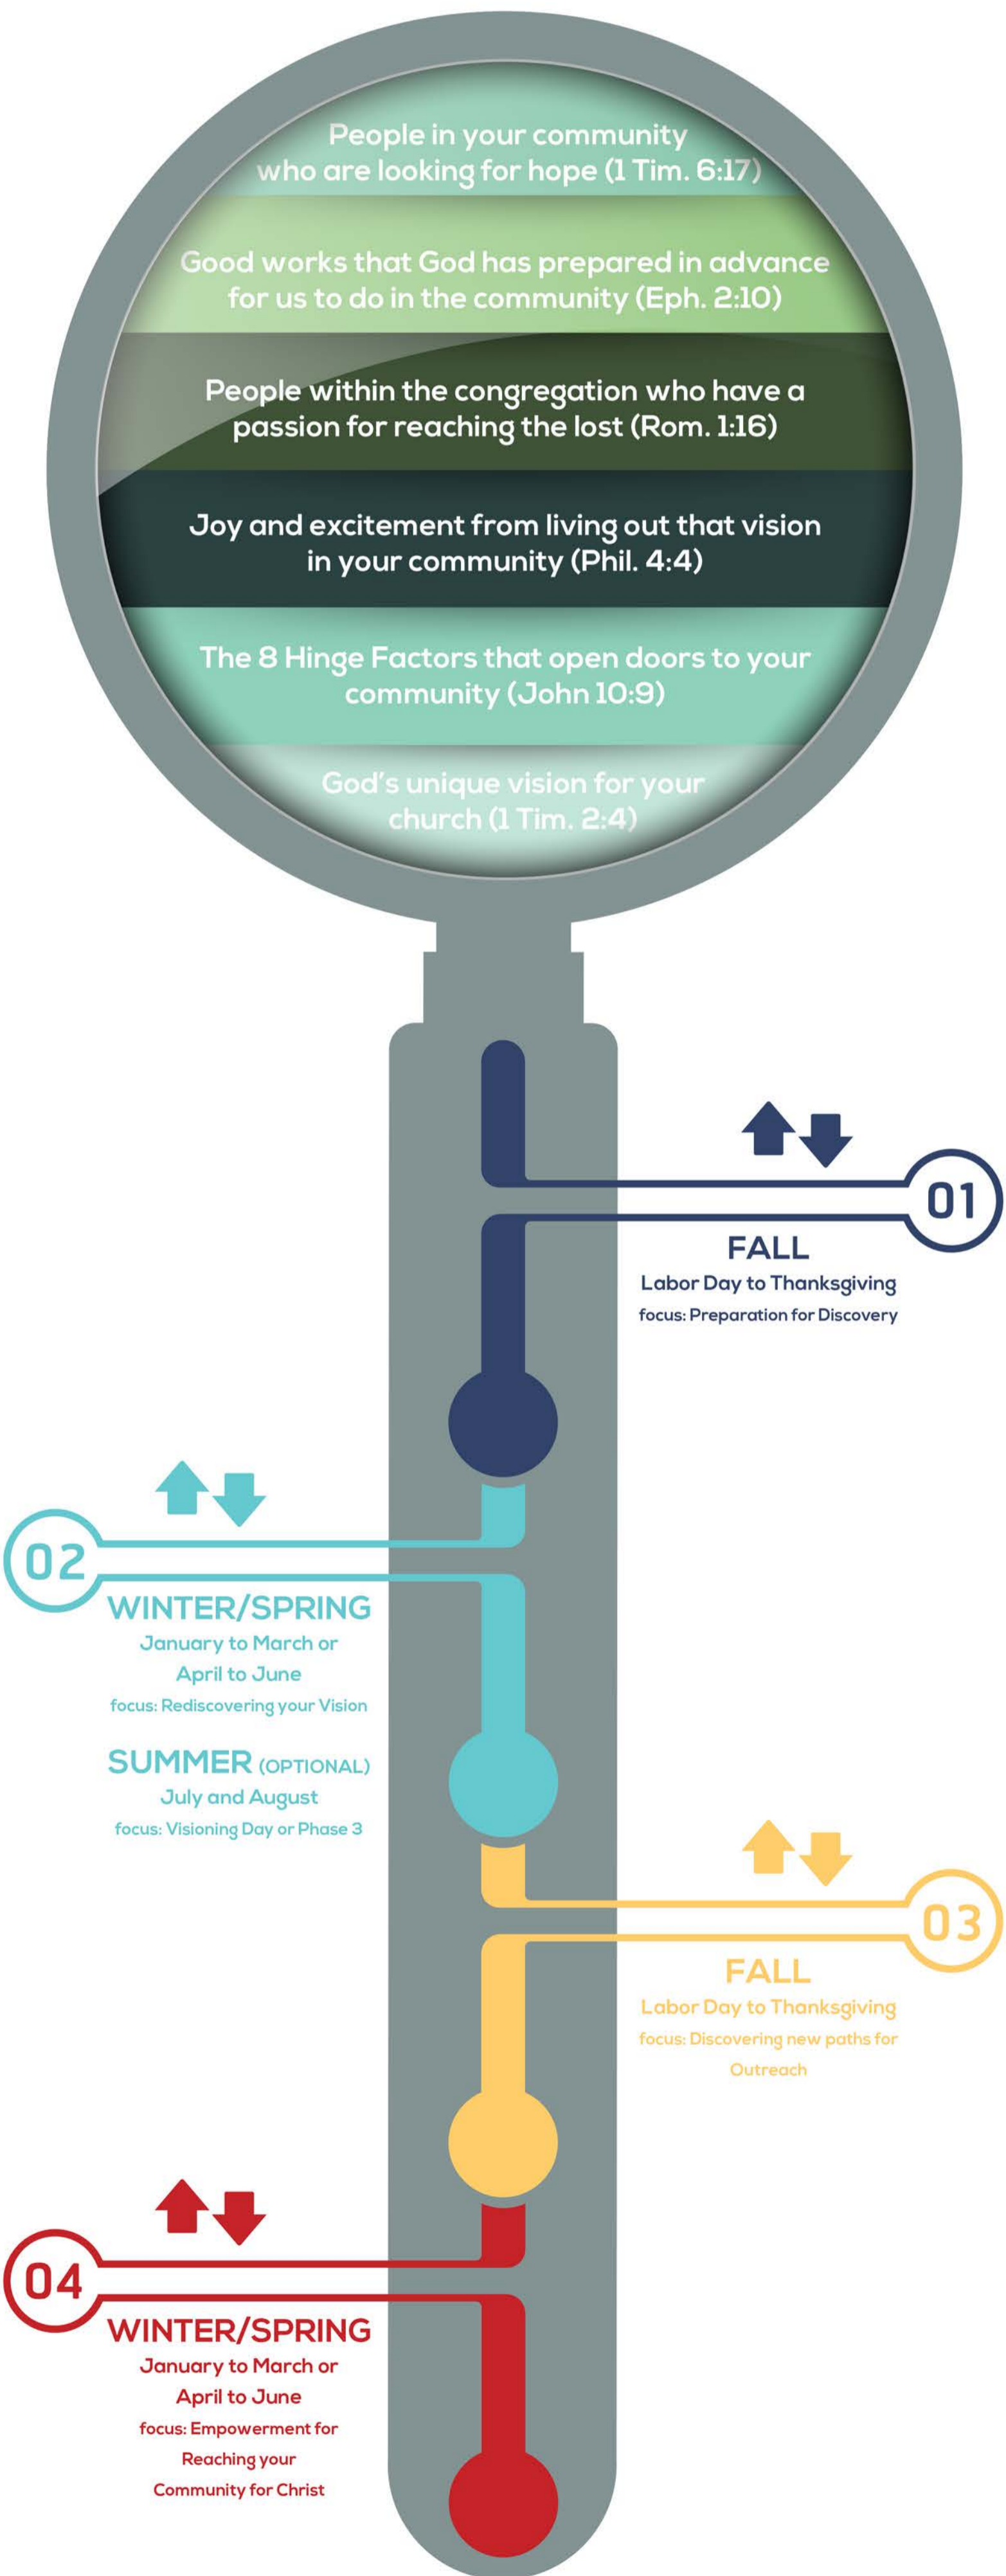 People in your community
who are looking for hope (1 Tim. 6:17)
Good works that God has prepared in advance
for us to do in the community (Eph. 2:10)
People within the congregation who have a
passion for reaching the lost (Rom. 1:16)
Joy and excitement from living out that vision
in your community (Phil. 4:4)
The 8 Hinge Factors that open doors to your
community (John 10:9)
God's unique vision for your
church (1 Tim. 2:4)
01
FALL
Labor Day to Thanksgiving
focus: Preparation for Discovery
02
WINTER/SPRING
January to March or
April to June
focus: Rediscovering your Vision
SUMMER (OPTIONAL)
July and August
focus: Visioning Day or Phase 3
03
FALL
Labor Day to Thanksgiving
focus: Discovering new paths for
Outreach
04
WINTER/SPRING
January to March or
April to June
focus: Empowerment for
Reaching your
Community for Christ